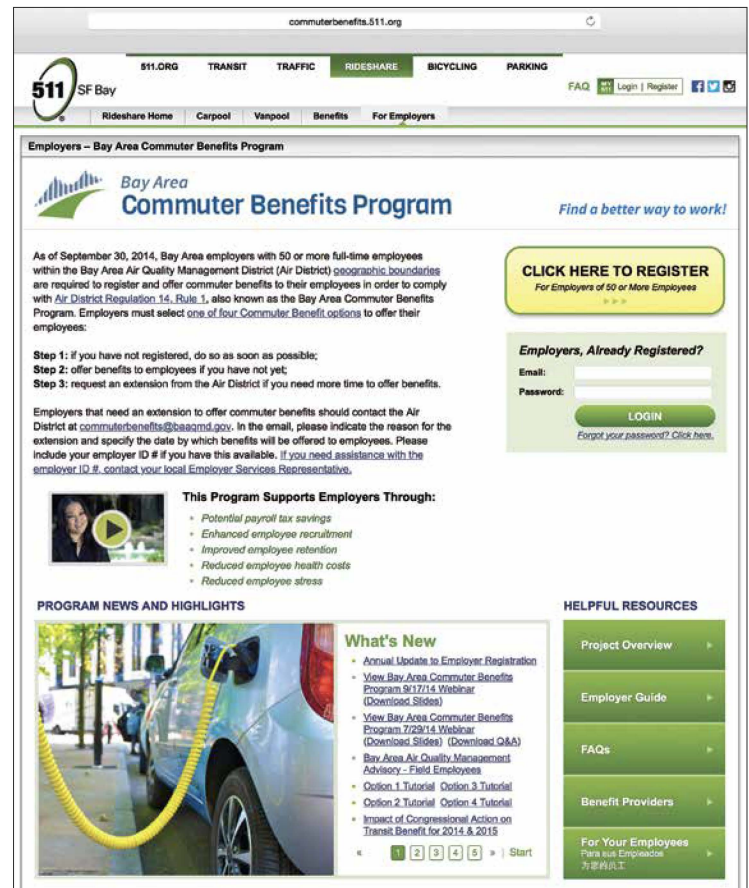 commuterbenefits.511.org
511.ORG TRANSIT TRAFFIC RIDESHARE BICYCLING PARKING
511 SF Bay
FAQ MY 511 Login | Register
Rideshare Home Carpool Vanpool Benefits For Employers
Employers – Bay Area Commuter Benefits Program
Bay Area
Commuter Benefits Program
Find a better way to work!
As of September 30, 2014, Bay Area employers with 50 or more full-time employees
within the Bay Area Air Quality Management District (Air District) geographic boundaries
are required to register and offer commuter benefits to their employees in order to comply
with Air District Regulation 14, Rule 1, also known as the Bay Area Commuter Benefits
Program. Employers must select one of four Commuter Benefit options to offer their
employees:
Step 1: if you have not registered, do so as soon as possible;
Step 2: offer benefits to employees if you have not yet;
Step 3: request an extension from the Air District if you need more time to offer benefits.
Employers that need an extension to offer commuter benefits should contact the Air
District at commuterbenefits@baaqmd.gov. In the email, please indicate the reason for the
extension and specify the date by which benefits will be offered to employees. Please
include your employer ID # if you have this available. If you need assistance with the
employer ID #, contact your local Employer Services Representative.
CLICK HERE TO REGISTER
For Employers of 50 or More Employees
Employers, Already Registered?
Email:
Password:
LOGIN
Forgot your password? Click here.
This Program Supports Employers Through:
Potential payroll tax savings
Enhanced employee recruitment
Improved employee retention
Reduced employee health costs
Reduced employee stress
PROGRAM NEWS AND HIGHLIGHTS
What's New
Annual Update to Employer Registration
View Bay Area Commuter Benefits
Program 9/17/14 Webinar
(Download Slides)
View Bay Area Commuter Benefits
Program 7/29/14 Webinar
(Download Slides) (Download Q&A)
Bay Area Air Quality Management
Advisory - Field Employees
Option 1 Tutorial Option 3 Tutorial
Option 2 Tutorial Option 4 Tutorial
Impact of Congressional Action on
Transit Benefit for 2014 & 2015
« 1 2 3 4 5 » | Start
HELPFUL RESOURCES
Project Overview
Employer Guide
FAQs
Benefit Providers
For Your Employees
Para sus Empleados
为您的员工